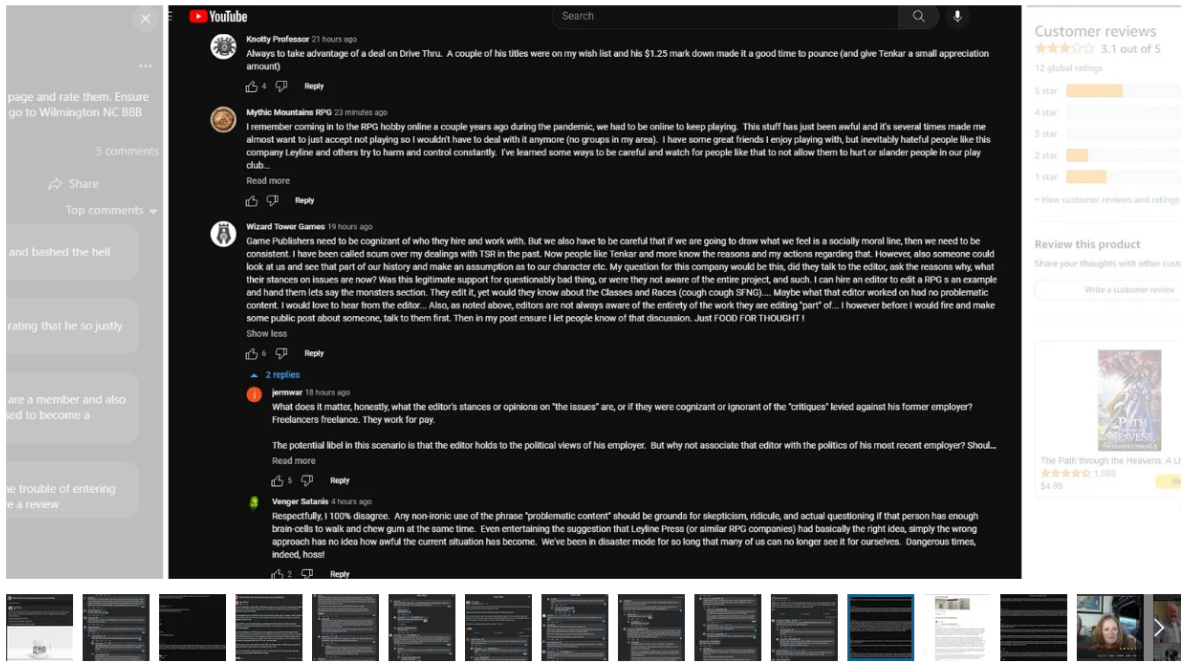 YouTube
Search
Knotty Professor 21 hours ago
Always to take advantage of a deal on Drive Thru. A couple of his titles were on my wish list and his $1.25 mark down made it a good time to pounce (and give Tenkar a small appreciation
amount)
4 Reply
Mythic Mountains RPG 23 minutes ago
I remember coming in to the RPG hobby online a couple years ago during the pandemic, we had to be online to keep playing. This stuff has just been awful and it's several times made me
almost want to just accept not playing so I wouldn't have to deal with it anymore (no groups in my area). I have some great friends I enjoy playing with, but inevitably hateful people like this
company Leyline and others try to harm and control constantly. I've learned some ways to be careful and watch for people like that to not allow them to hurt or slander people in our play
club...
Read more
Reply
Wizard Tower Games 19 hours ago
Game Publishers need to be cognizant of who they hire and work with. But we also have to be careful that if we are going to draw what we feel is a socially moral line, then we need to be
consistent. I have been called scum over my dealings with TSR in the past. Now people like Tenkar and more know the reasons and my actions regarding that. However, also someone could
look at us and see that part of our history and make an assumption as to our character etc. My question for this company would be this, did they talk to the editor, ask the reasons why, what
their stances on issues are now? Was this legitimate support for questionably bad thing, or were they not aware of the entire project, and such. I can hire an editor to edit a RPG s an example
and hand them lets say the monsters section. They edit it, yet would they know about the Classes and Races (cough cough SFNG).... Maybe what that editor worked on had no problematic
content. I would love to hear from the editor... Also, as noted above, editors are not always aware of the entirety of the work they are editing "part" of... I however before I would fire and make
some public post about someone, talk to them first. Then in my post ensure I let people know of that discussion. Just FOOD FOR THOUGHT !
Show less
6 Reply
2 replies
j
jermwar 18 hours ago
What does it matter, honestly, what the editor's stances or opinions on "the issues" are, or if they were cognizant or ignorant of the "critiques" levied against his former employer?
Freelancers freelance. They work for pay.
The potential libel in this scenario is that the editor holds to the political views of his employer. But why not associate that editor with the politics of his most recent employer? Shoul...
Read more
5 Reply
Venger Satanis 4 hours ago
Respectfully, I 100% disagree. Any non-ironic use of the phrase "problematic content" should be grounds for skepticism, ridicule, and actual questioning if that person has enough
brain-cells to walk and chew gum at the same time. Even entertaining the suggestion that Leyline Press (or similar RPG companies) had basically the right idea, simply the wrong
approach has no idea how awful the current situation has become. We've been in disaster mode for so long that many of us can no longer see it for ourselves. Dangerous times,
indeed, hoss!
2 Reply
page and rate them. Ensure
go to Wilmington NC BBB
5 comments
Share
Top comments
and bashed the hell
rating that he so justly
are a member and also
sed to become a
he trouble of entering
e a review
Customer reviews
3.1 out of 5
12 global ratings
5 star
4 star
3 star
2 star
1 star
How customer reviews and ratings
Review this product
Share your thoughts with other custo
Write a customer review
PATH
HEAVENS
The Path through the Heavens: A Li
1,588
$4.99